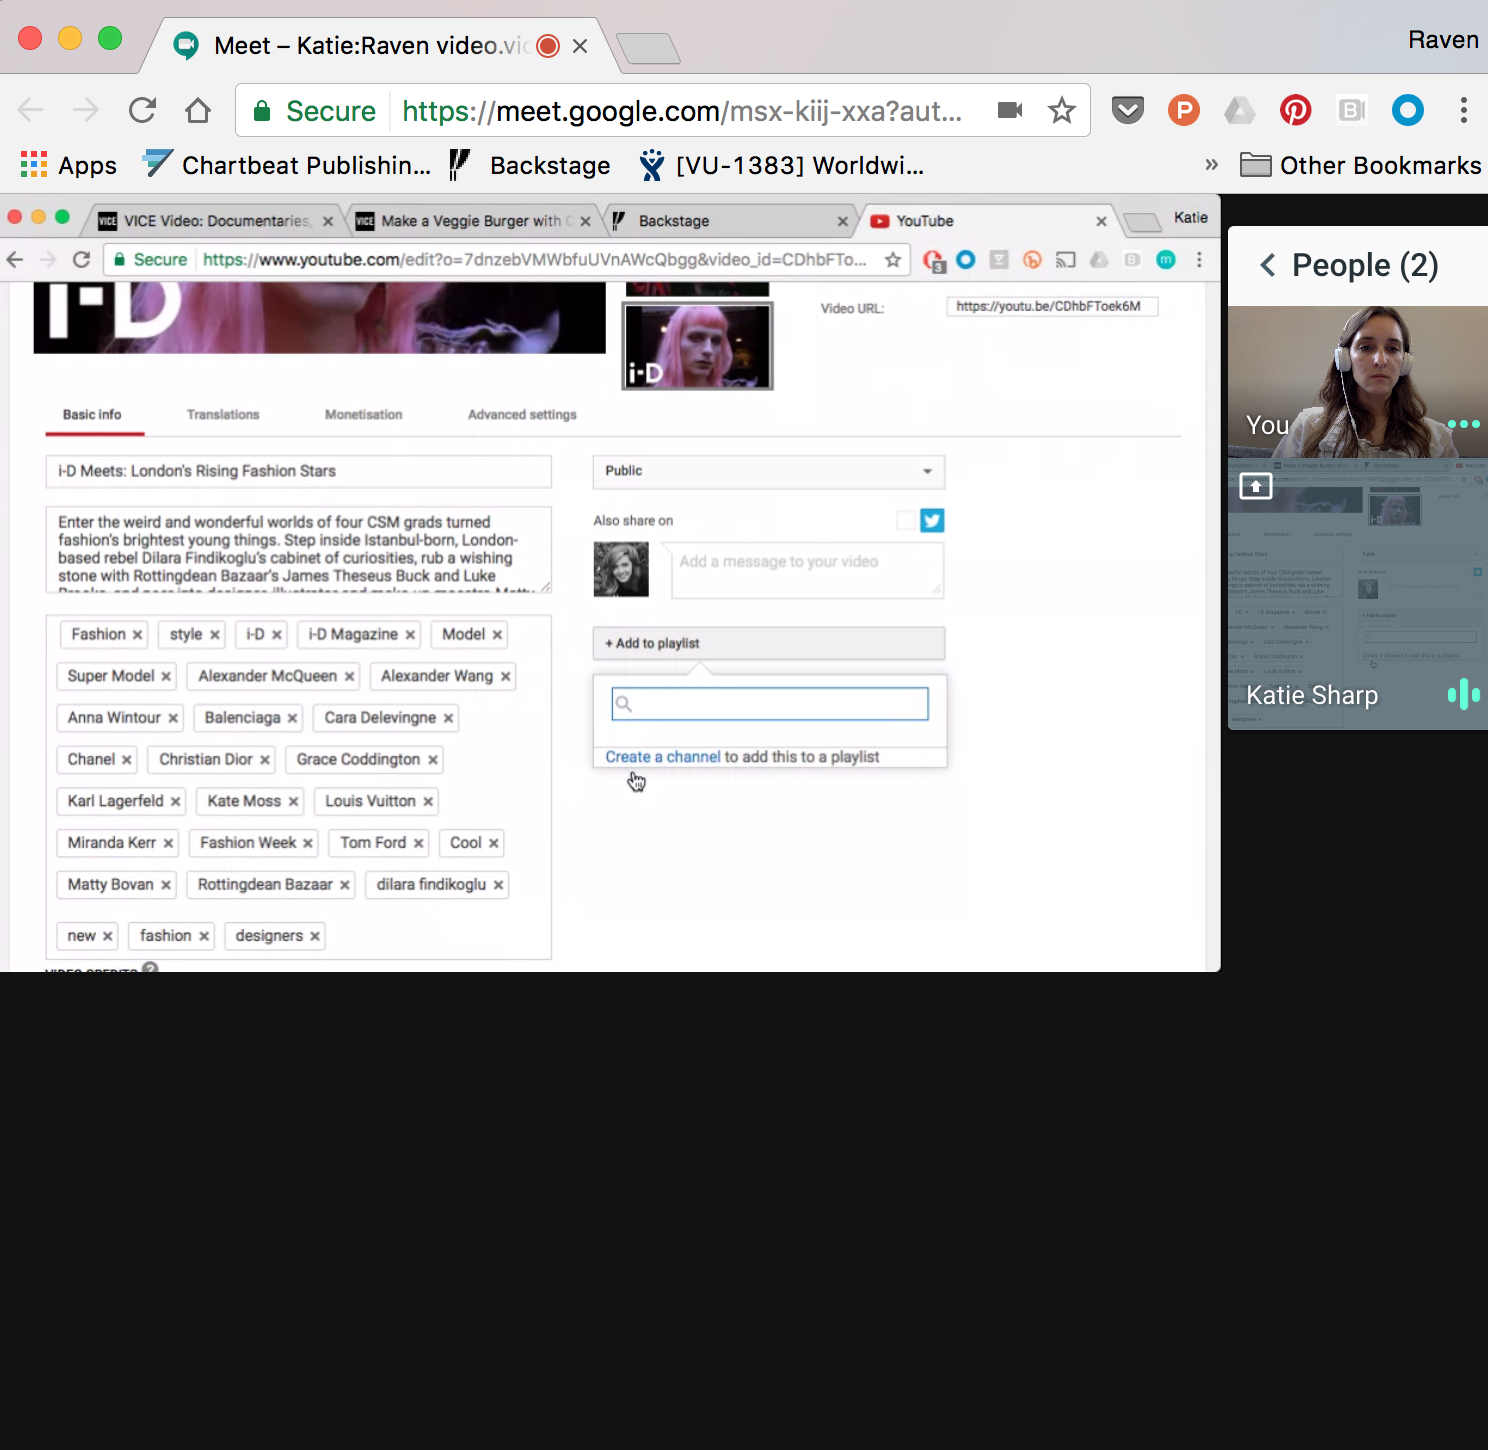 Meet – Katie:Raven video.vic
Raven
Secure https://meet.google.com/msx-kiij-xxa?aut...
Apps Chartbeat Publishin... Backstage [VU-1383] Worldwi... » Other Bookmarks
VICE VICE Video: Documentaries, VICE Make a Veggie Burger with Backstage YouTube Katie
Secure https://www.youtube.com/edit?o=7dnzebVMWbfuUVnAWcQbgg&video_id=CDhbFTo...
People (2)
i-D
i-D
Video URL: https://youtu.be/CDhbFToek6M
Basic info Translations Monetisation Advanced settings
You
i-D Meets: London's Rising Fashion Stars
Public
Enter the weird and wonderful worlds of four CSM grads turned
fashion's brightest young things. Step inside Istanbul-born, London-
based rebel Dilara Findikoglu's cabinet of curiosities, rub a wishing
stone with Rottingdean Bazaar's James Theseus Buck and Luke
Also share on
Add a message to your video
Fashion × style × i-D × i-D Magazine × Model ×
Super Model × Alexander McQueen × Alexander Wang ×
Anna Wintour × Balenciaga × Cara Delevingne ×
Chanel × Christian Dior × Grace Coddington ×
Karl Lagerfeld × Kate Moss × Louis Vuitton ×
Miranda Kerr × Fashion Week × Tom Ford × Cool ×
Matty Bovan × Rottingdean Bazaar × dilara findikoglu ×
new × fashion × designers ×
+ Add to playlist
Create a channel to add this to a playlist
Katie Sharp
VIDEO CREDITS ?